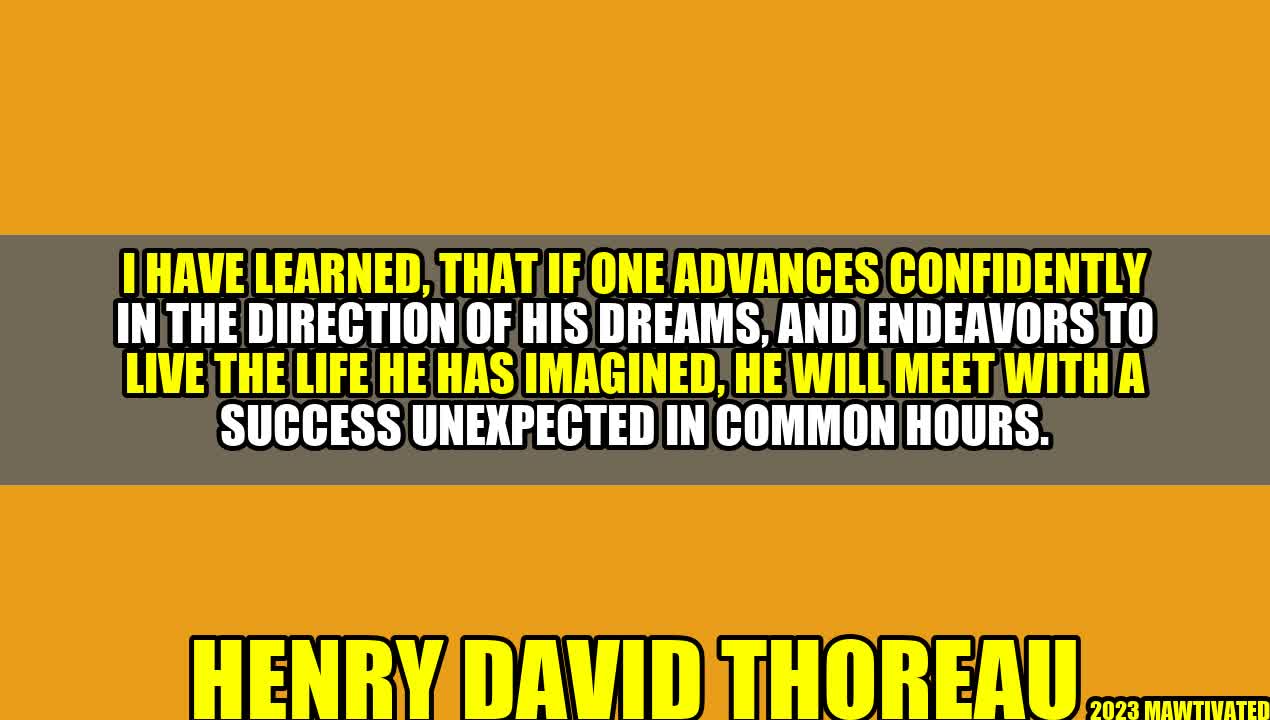 I HAVE LEARNED, THAT IF ONE ADVANCES CONFIDENTLY
IN THE DIRECTION OF HIS DREAMS, AND ENDEAVORS TO
LIVE THE LIFE HE HAS IMAGINED, HE WILL MEET WITH A
SUCCESS UNEXPECTED IN COMMON HOURS.
HENRY DAVID THOREAU
2023 MAWTIVATED